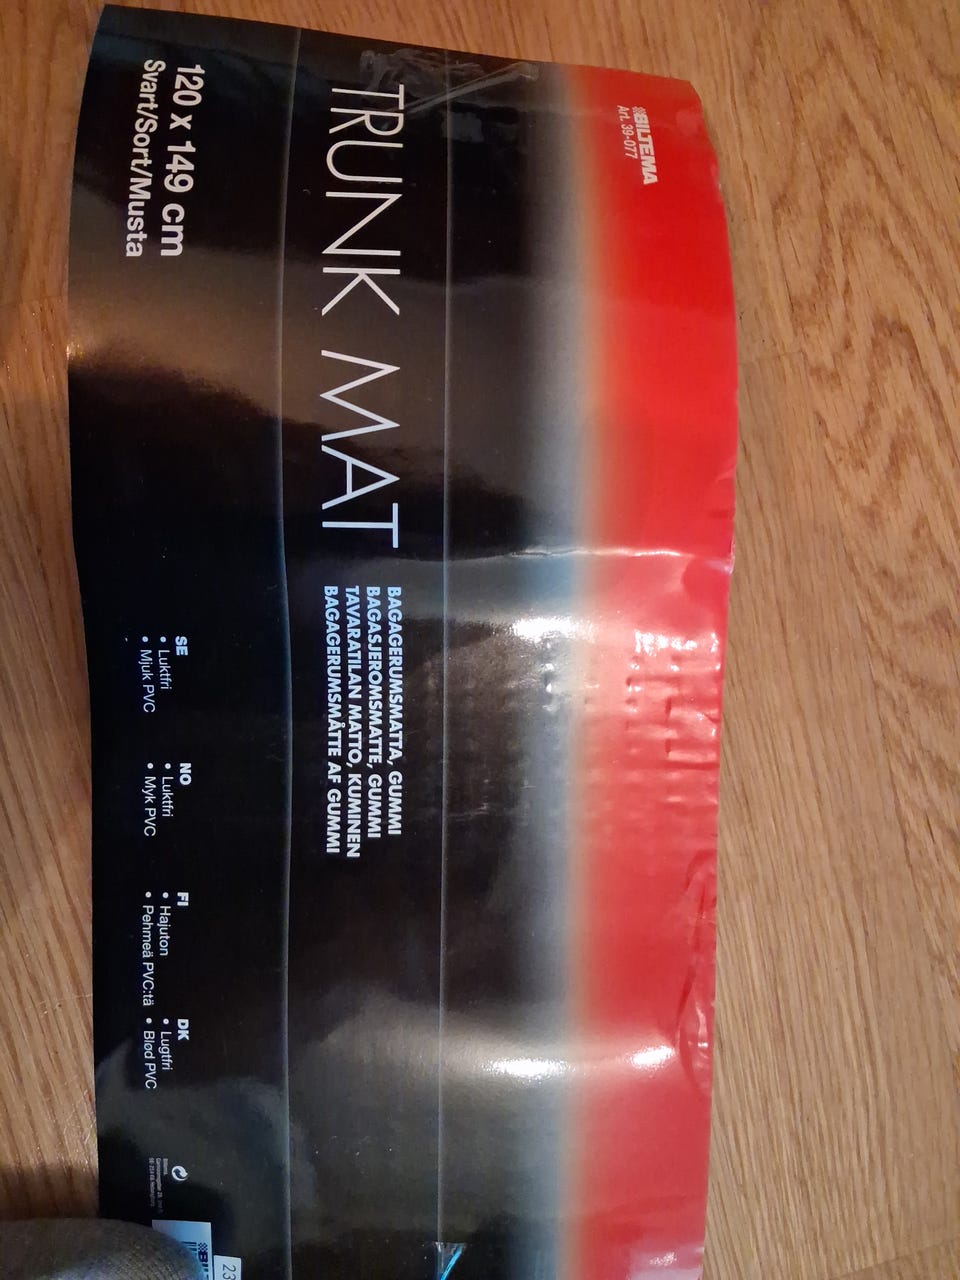 BILTEMA
Art. 39-077
TRUNK MAT
BAGAGERUMSMATTA, GUMMI
BAGASJEROMSMATTE, GUMMI
TAVARATILAN MATTO, KUMINEN
BAGAGERUMSMÅTTE AF GUMMI
120 x 149 cm
Svart/Sort/Musta
SE
• Luktfri
• Mjuk PVC
NO
• Luktfri
• Myk PVC
FI
• Hajuton
• Pehmeä PVC:tä
DK
• Lugtfri
• Blød PVC
23